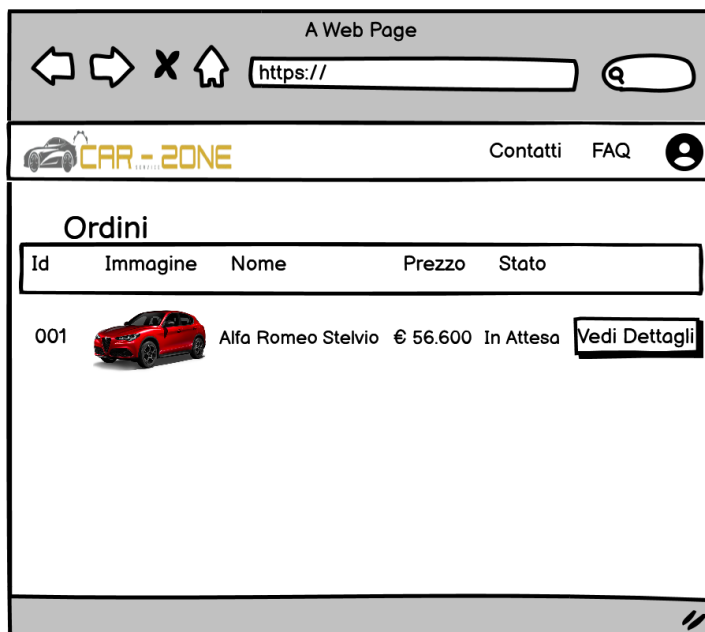 A Web Page
https://
CAR - ZONE
Contatti FAQ
Ordini
Id Immagine Nome Prezzo Stato
001 Alfa Romeo Stelvio € 56.600 In Attesa Vedi Dettagli